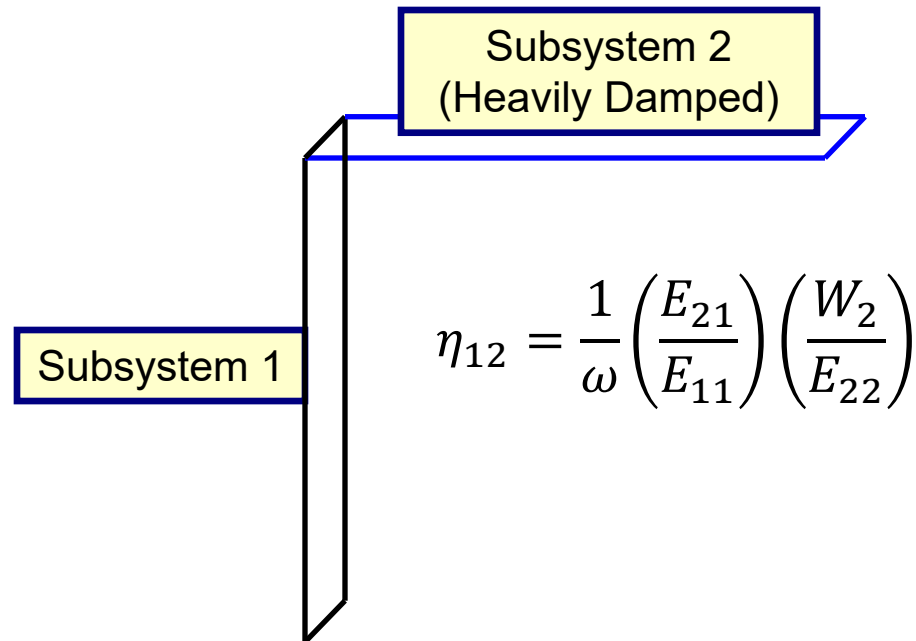 Subsystem 2
(Heavily Damped)
Subsystem 1
η₁₂ = 1/ω (E₂₁/E₁₁) (W₂/E₂₂)